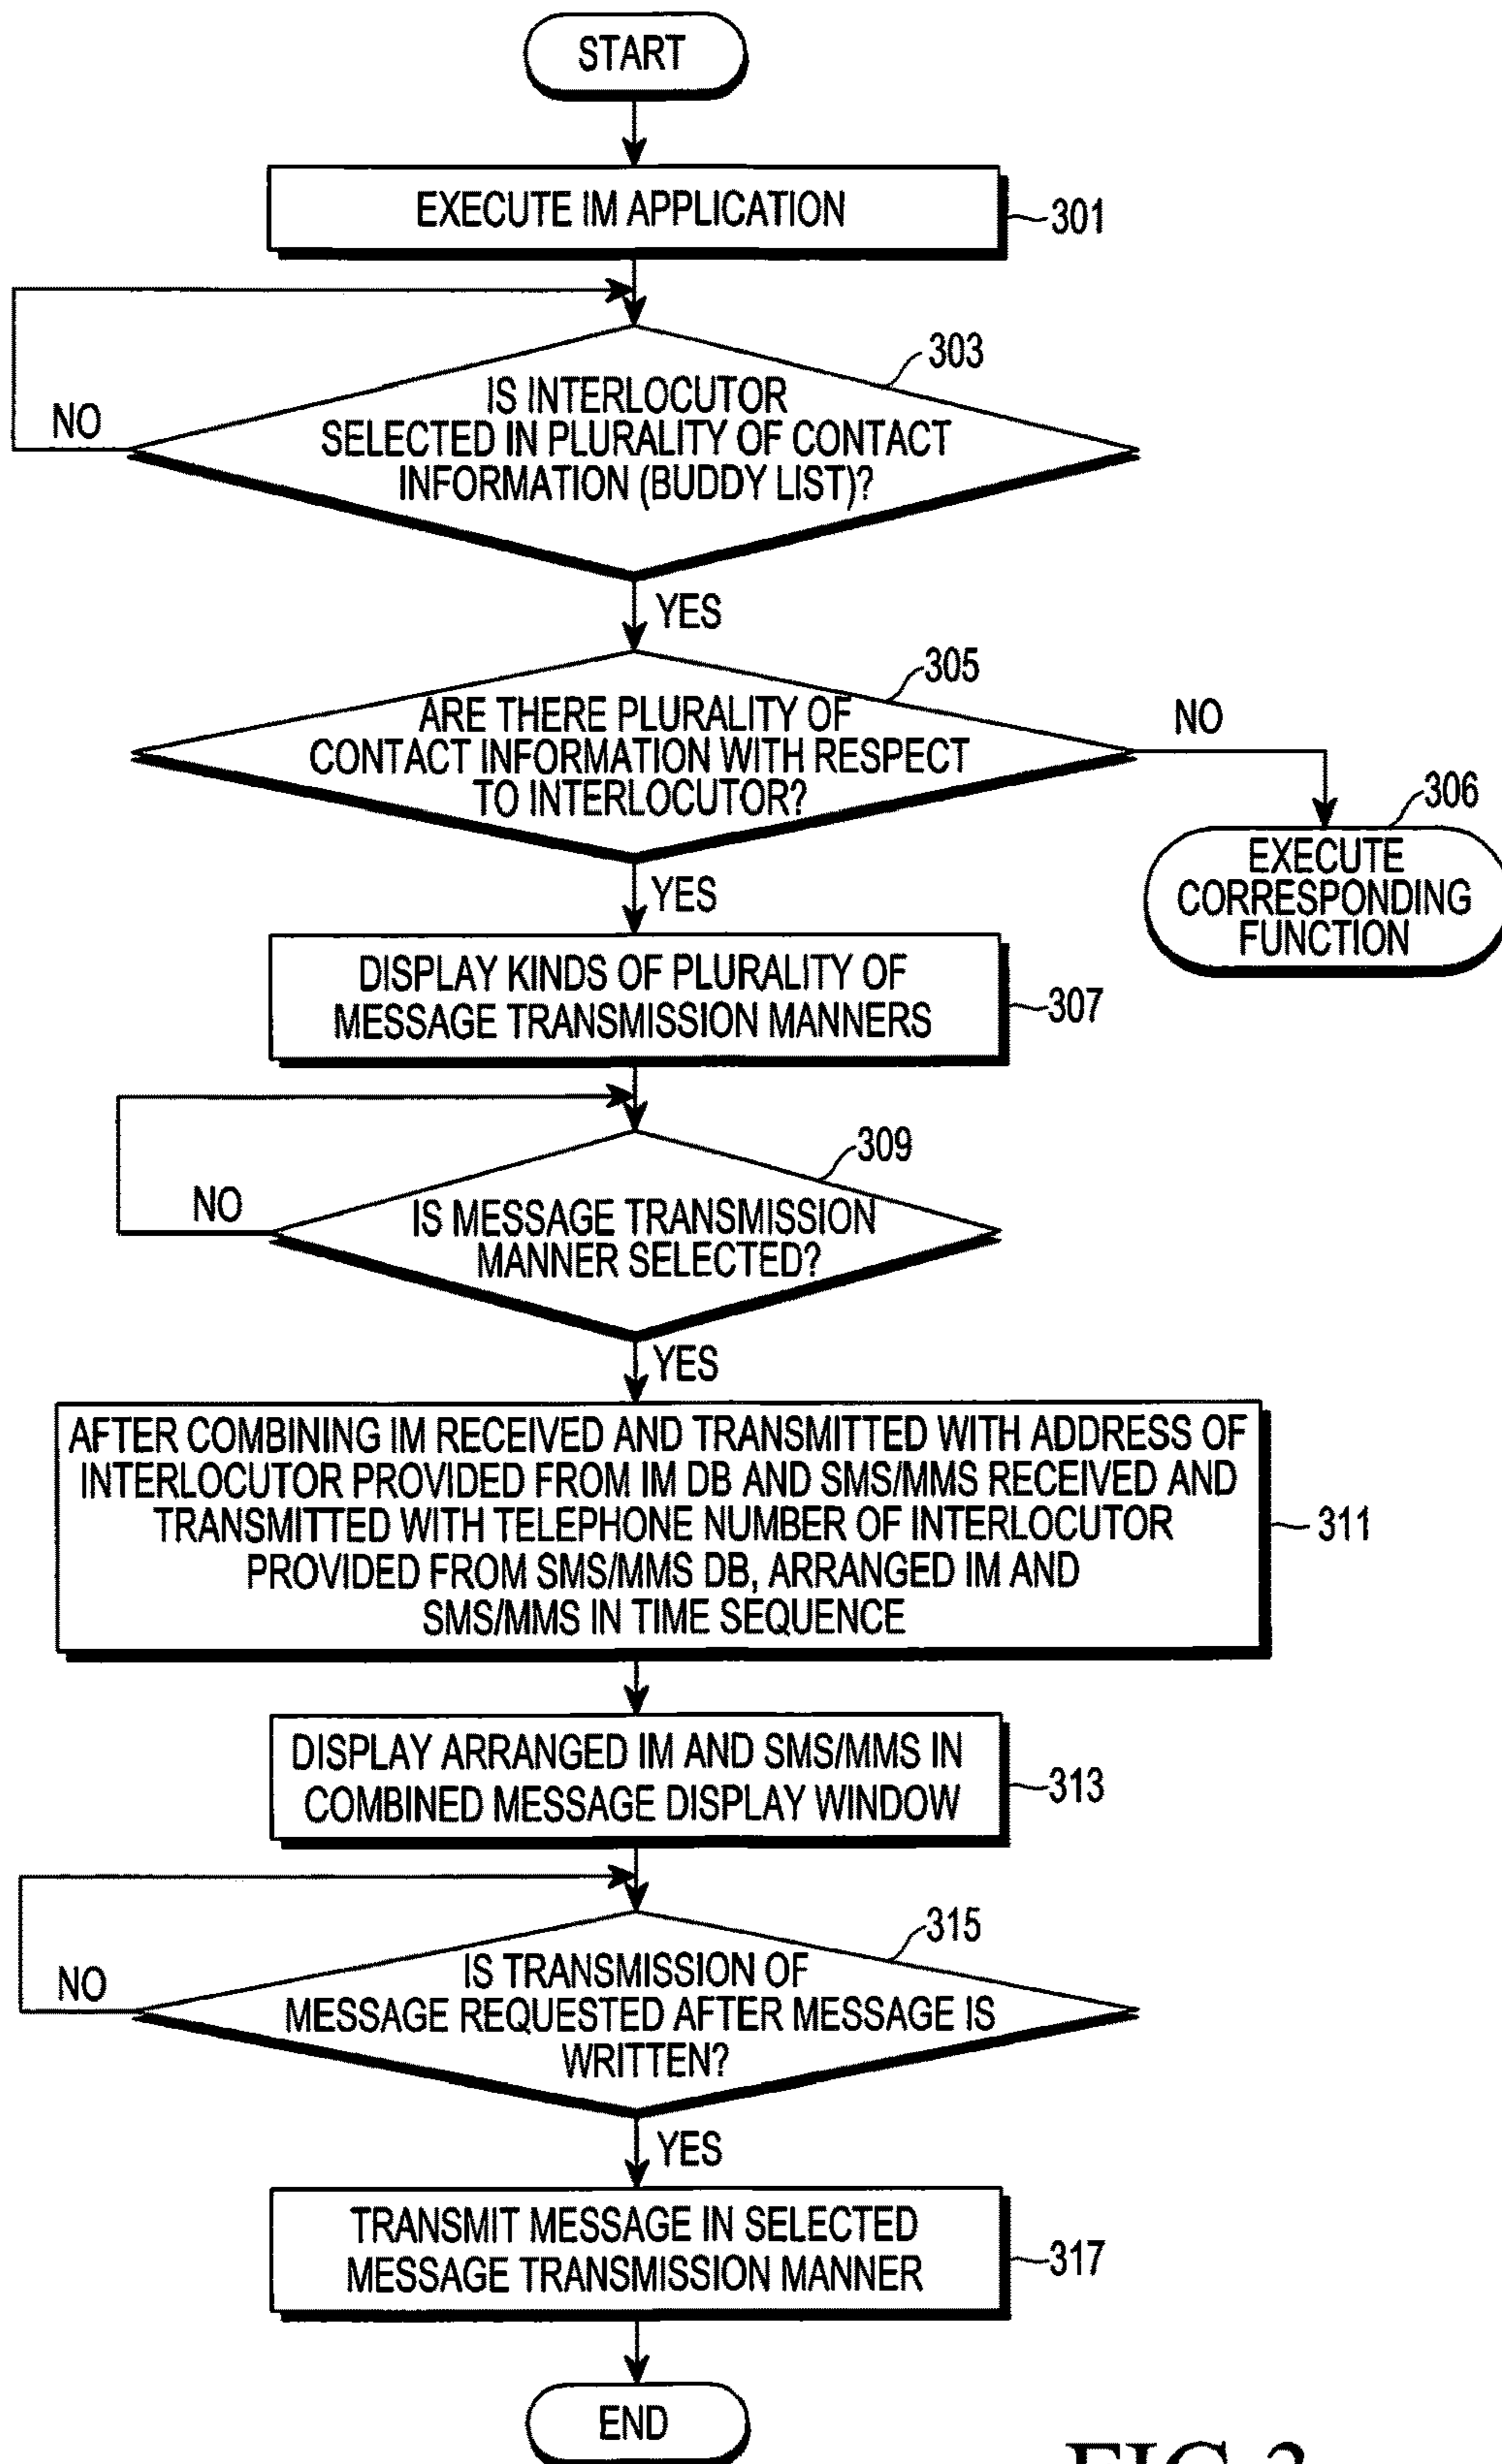 START
EXECUTE IM APPLICATION
301
303
IS INTERLOCUTOR
SELECTED IN PLURALITY OF CONTACT
INFORMATION (BUDDY LIST)?
NO
YES
305
ARE THERE PLURALITY OF
CONTACT INFORMATION WITH RESPECT
TO INTERLOCUTOR?
NO
306
EXECUTE
CORRESPONDING
FUNCTION
YES
DISPLAY KINDS OF PLURALITY OF
MESSAGE TRANSMISSION MANNERS
307
309
IS MESSAGE TRANSMISSION
MANNER SELECTED?
NO
YES
AFTER COMBINING IM RECEIVED AND TRANSMITTED WITH ADDRESS OF
INTERLOCUTOR PROVIDED FROM IM DB AND SMS/MMS RECEIVED AND
TRANSMITTED WITH TELEPHONE NUMBER OF INTERLOCUTOR
PROVIDED FROM SMS/MMS DB, ARRANGED IM AND
SMS/MMS IN TIME SEQUENCE
311
DISPLAY ARRANGED IM AND SMS/MMS IN
COMBINED MESSAGE DISPLAY WINDOW
313
315
IS TRANSMISSION OF
MESSAGE REQUESTED AFTER MESSAGE IS
WRITTEN?
NO
YES
TRANSMIT MESSAGE IN SELECTED
MESSAGE TRANSMISSION MANNER
317
END
FIG.3